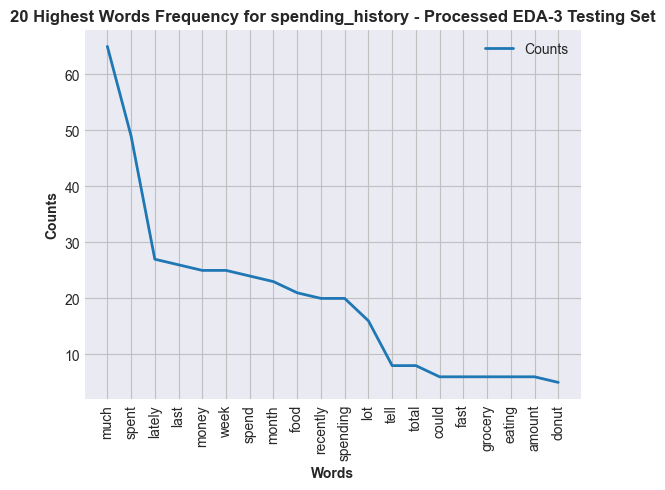 20 Highest Words Frequency for spending_history - Processed EDA-3 Testing Set
Counts
60
50
40
30
20
10
Counts
much
spent
lately
last
money
week
spend
month
food
recently
spending
lot
tell
total
could
fast
grocery
eating
amount
donut
Words